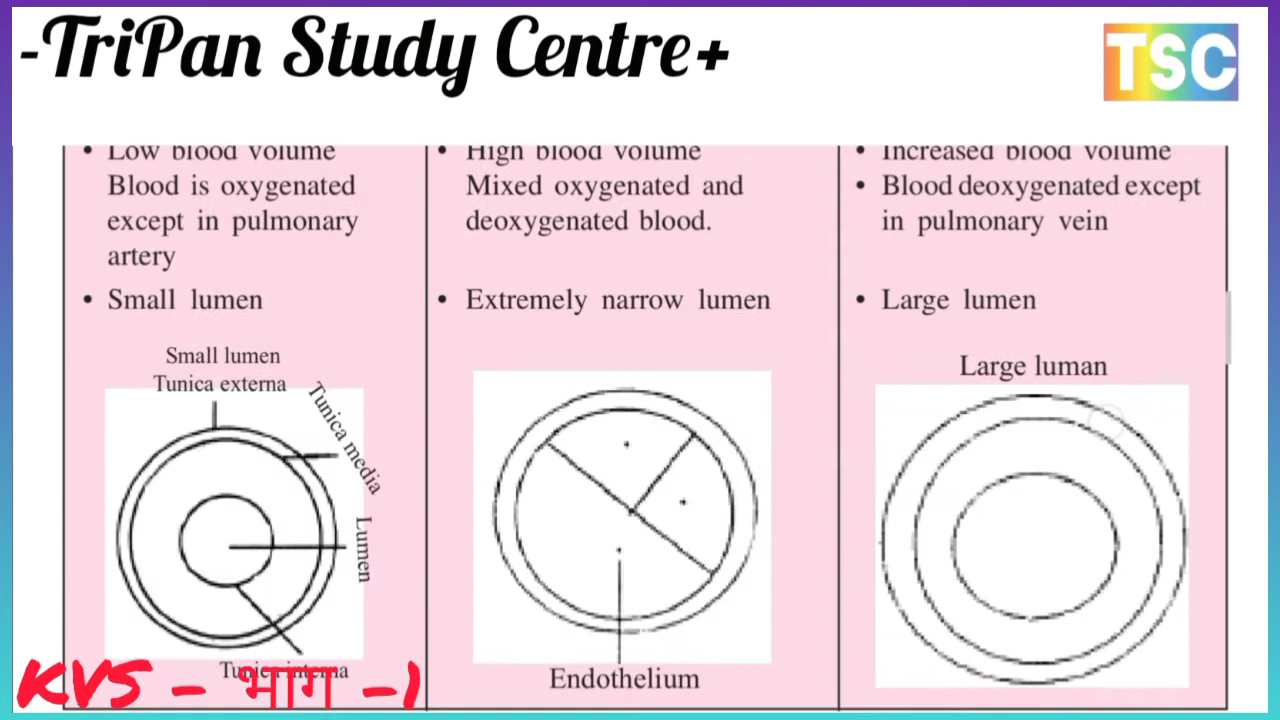 -TriPan Study Centre+
TSC
• Low blood volume
Blood is oxygenated
except in pulmonary
artery
• Small lumen
Small lumen
Tunica externa
Tunica media
Lumen
Tunica interna
• High blood volume
Mixed oxygenated and
deoxygenated blood.
• Extremely narrow lumen
Endothelium
• Increased blood volume
• Blood deoxygenated except
in pulmonary vein
• Large lumen
Large luman
KVS - भाग -1